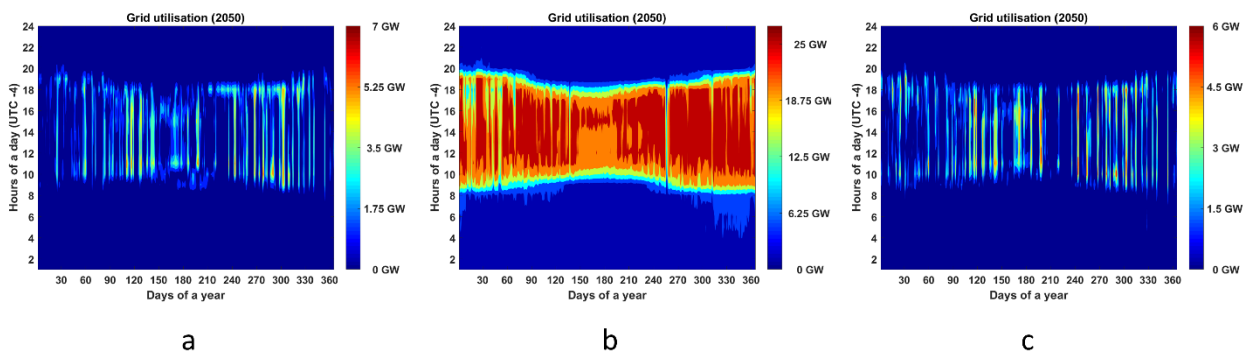 Grid utilisation (2050)
24
22
20
18
16
14
12
10
8
6
4
2
Hours of a day (UTC -4)
30 60 90 120 150 180 210 240 270 300 330 360
Days of a year
7 GW
5.25 GW
3.5 GW
1.75 GW
0 GW
a
Grid utilisation (2050)
24
22
20
18
16
14
12
10
8
6
4
2
Hours of a day (UTC -4)
30 60 90 120 150 180 210 240 270 300 330 360
Days of a year
25 GW
18.75 GW
12.5 GW
6.25 GW
0 GW
b
Grid utilisation (2050)
24
22
20
18
16
14
12
10
8
6
4
2
Hours of a day (UTC -4)
30 60 90 120 150 180 210 240 270 300 330 360
Days of a year
6 GW
4.5 GW
3 GW
1.5 GW
0 GW
c